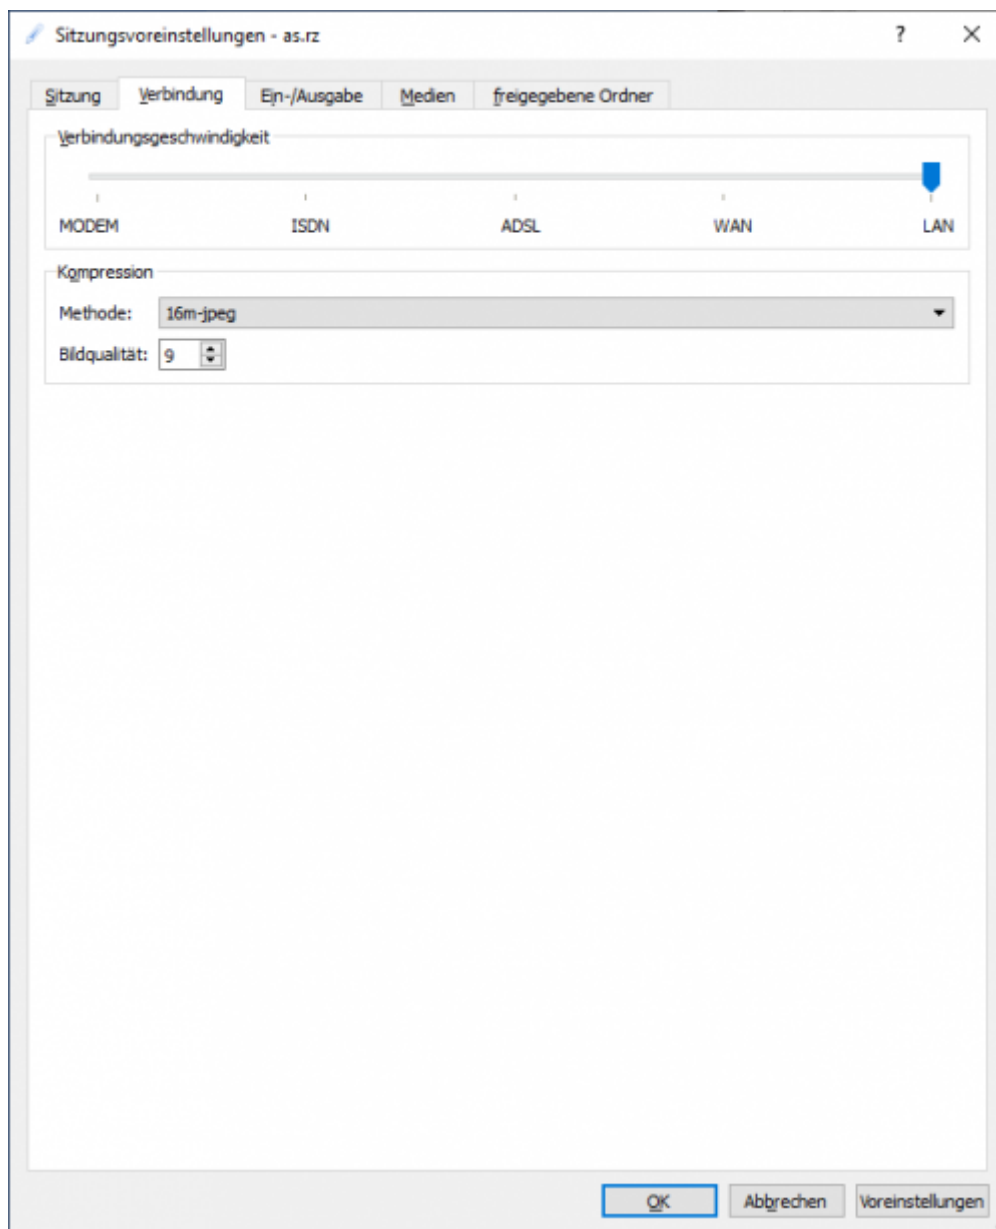 Sitzungsvoreinstellungen - as.rz ? ×
Sitzung Verbindung Ein-/Ausgabe Medien freigegebene Ordner
Verbindungsgeschwindigkeit
MODEM ISDN ADSL WAN LAN
Kompression
Methode: 16m-jpeg
Bildqualität: 9
OK Abbrechen Voreinstellungen